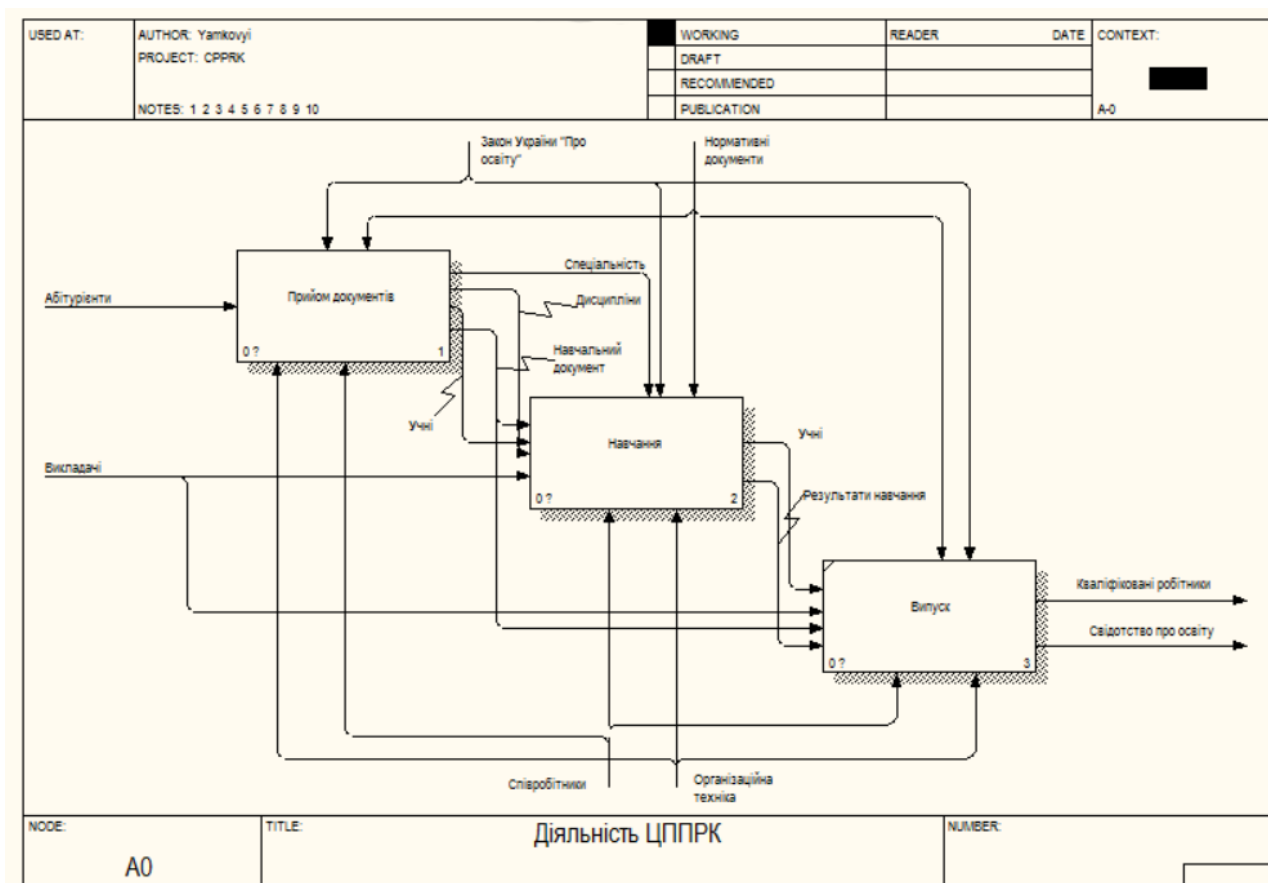 USED AT:
AUTHOR: Yamkovyi
PROJECT: CPPRK
NOTES: 1 2 3 4 5 6 7 8 9 10
WORKING
DRAFT
RECOMMENDED
PUBLICATION
READER DATE
CONTEXT:
A-0
Закон України "Про
освіту"
Нормативні
документи
Спеціальність
Абітурієнти
Прийом документів
0 ? 1
Дисципліни
Навчальний
документ
Учні
Навчання
0 ? 2
Учні
Викладачі
Результати навчання
Випуск
0 ? 3
Кваліфіковані робітники
Свідотство про освіту
Співробітники
Організаційна
техніка
NODE:
A0
TITLE:
Діяльність ЦППРК
NUMBER: